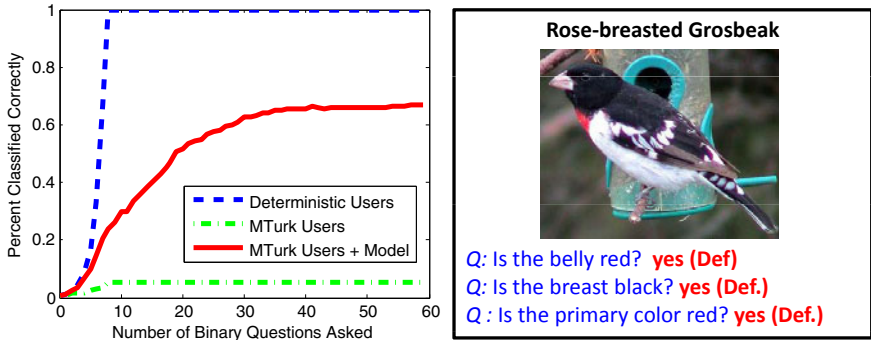 1
0.8
0.6
0.4
0.2
0
0 10 20 30 40 50 60
Percent Classified Correctly
Number of Binary Questions Asked
Deterministic Users
MTurk Users
MTurk Users + Model
Rose-breasted Grosbeak
Q: Is the belly red? yes (Def)
Q: Is the breast black? yes (Def.)
Q : Is the primary color red? yes (Def.)